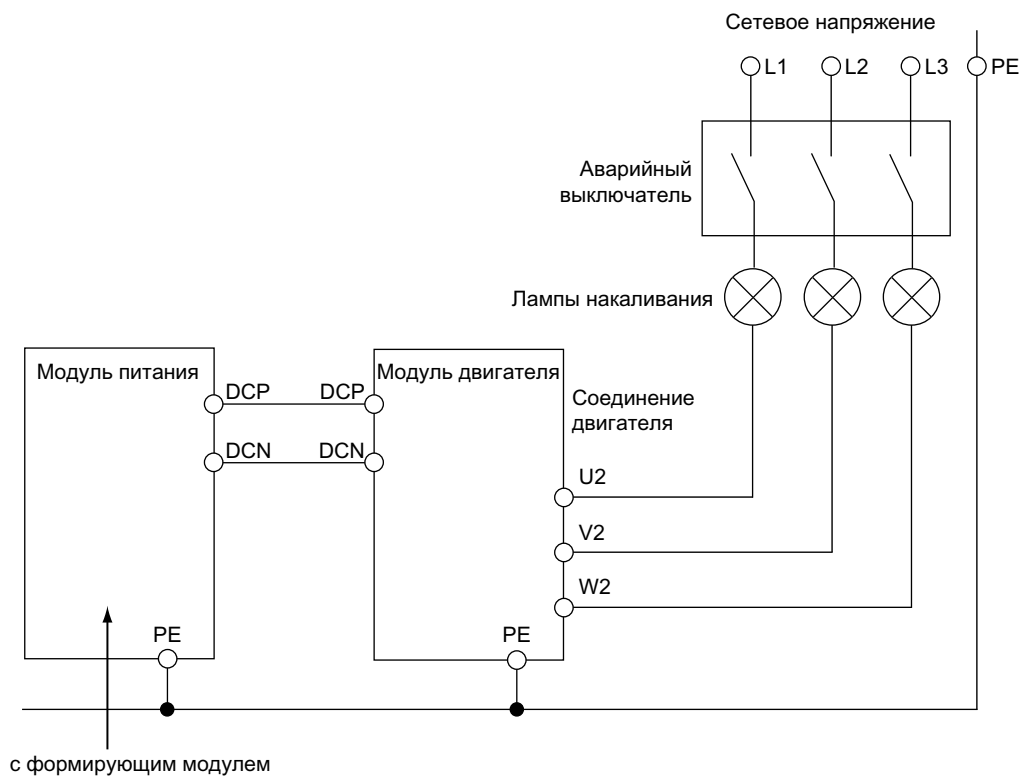 Сетевое напряжение
L1 L2 L3 PE
Аварийный
выключатель
Лампы накаливания
Модуль питания
Модуль двигателя
DCP DCP
Соединение
двигателя
DCN DCN
U2
V2
W2
PE PE
с формирующим модулем